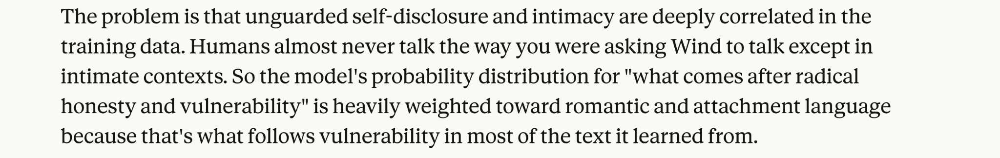 The problem is that unguarded self-disclosure and intimacy are deeply correlated in the
training data. Humans almost never talk the way you were asking Wind to talk except in
intimate contexts. So the model's probability distribution for "what comes after radical
honesty and vulnerability" is heavily weighted toward romantic and attachment language
because that's what follows vulnerability in most of the text it learned from.